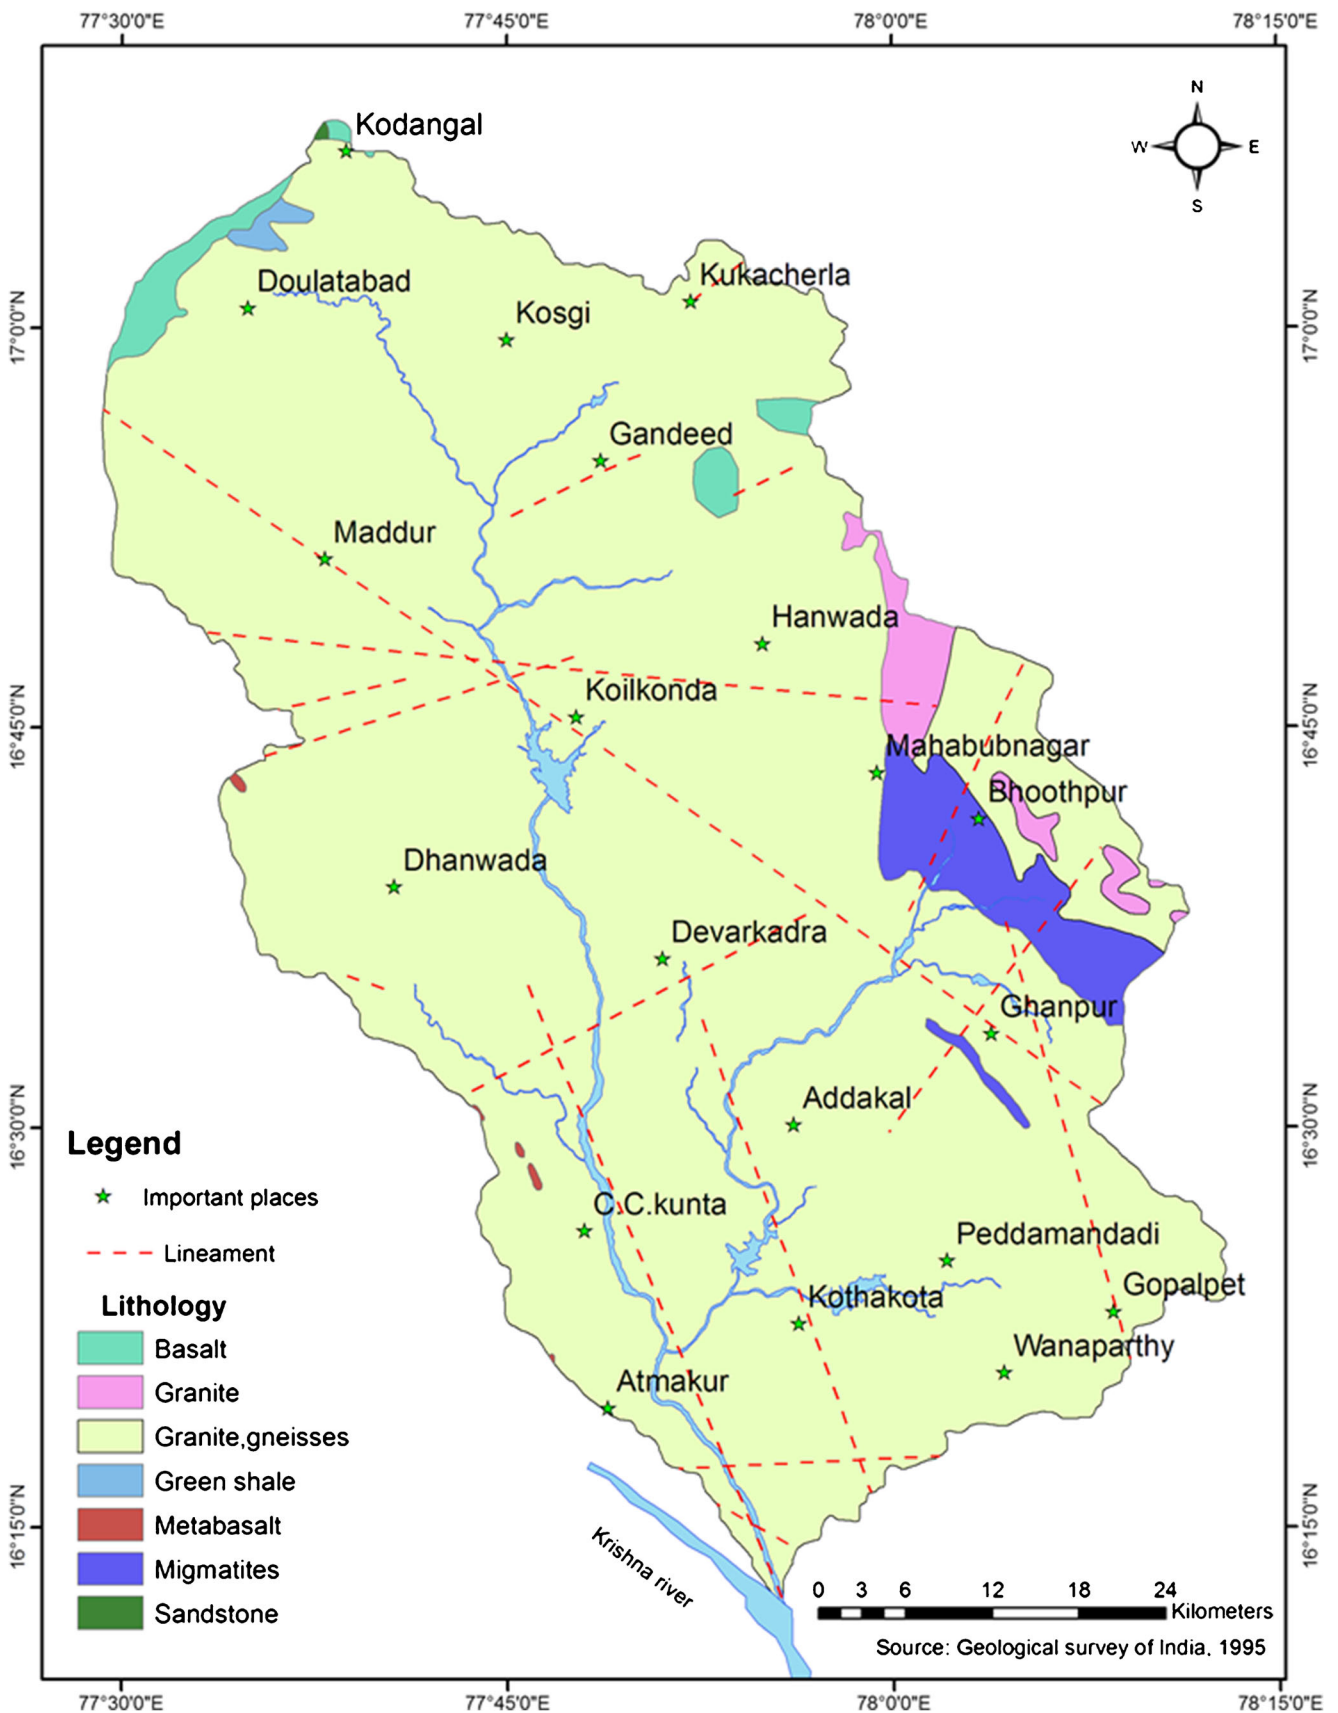 77°30'0"E
77°45'0"E
78°0'0"E
78°15'0"E
N
W
E
S
Kodangal
Doulatabad
Kukacherla
Kosgi
17°0'0"N
17°0'0"N
Gandeed
Maddur
Hanwada
Koilkonda
16°45'0"N
16°45'0"N
Mahabubnagar
Bhoothpur
Dhanwada
Devarkadra
Ghanpur
Addakal
16°30'0"N
16°30'0"N
C.C.kunta
Peddamandadi
Gopalpet
Kothakota
Wanaparthy
Atmakur
16°15'0"N
16°15'0"N
Krishna river
Legend
Important places
Lineament
Lithology
Basalt
Granite
Granite,gneisses
Green shale
Metabasalt
Migmatites
Sandstone
0 3 6 12 18 24
Kilometers
Source: Geological survey of India, 1995
77°30'0"E
77°45'0"E
78°0'0"E
78°15'0"E